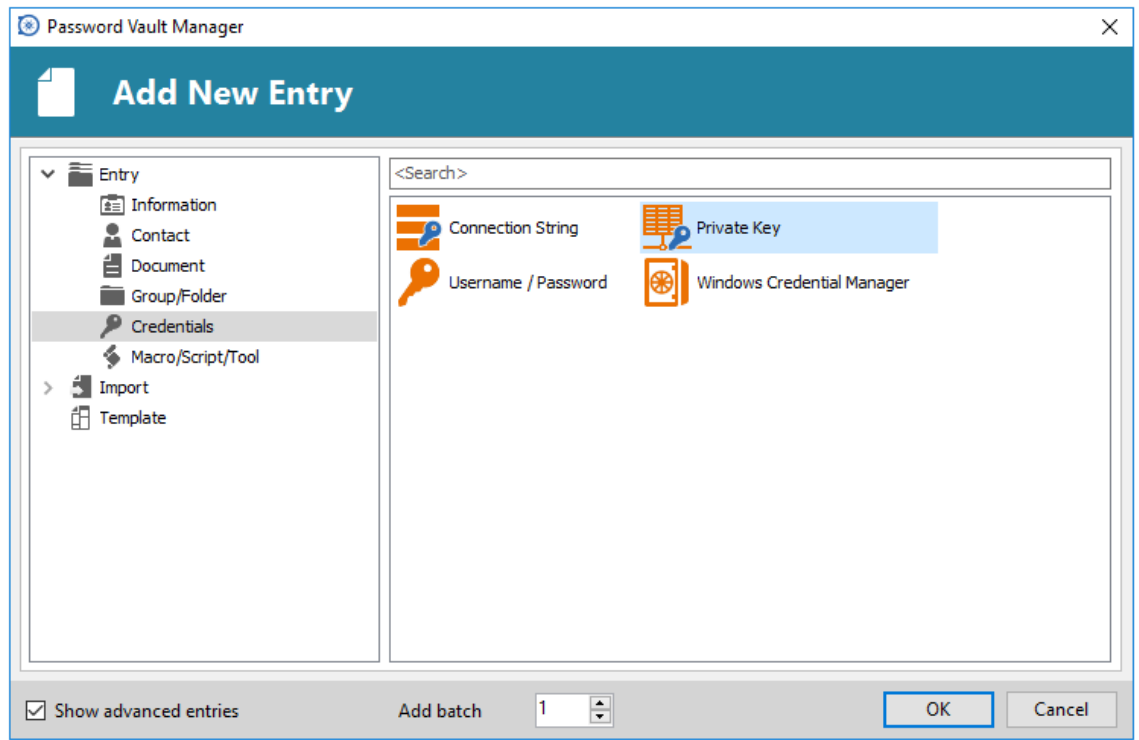 Password Vault Manager
Add New Entry
Entry
Information
Contact
Document
Group/Folder
Credentials
Macro/Script/Tool
Import
Template
<Search>
Connection String
Private Key
Username / Password
Windows Credential Manager
Show advanced entries
Add batch
1
OK
Cancel